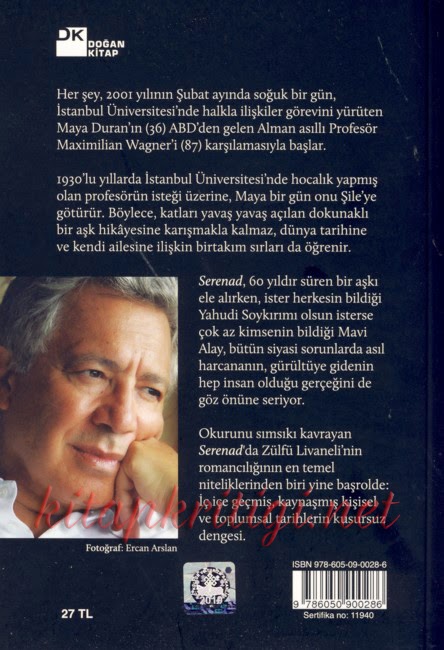 DK
DOĞAN
KİTAP
Her şey, 2001 yılının Şubat ayında soğuk bir gün,
İstanbul Üniversitesi'nde halkla ilişkiler görevini yürüten
Maya Duran'ın (36) ABD'den gelen Alman asıllı Profesör
Maximilian Wagner'i (87) karşılamasıyla başlar.
1930'lu yıllarda İstanbul Üniversitesi'nde hocalık yapmış
olan profesörün isteği üzerine, Maya bir gün onu Şile'ye
götürür. Böylece, katları yavaş yavaş açılan dokunaklı
bir aşk hikâyesine karışmakla kalmaz, dünya tarihine
ve kendi ailesine ilişkin birtakım sırları da öğrenir.
Serenad, 60 yıldır süren bir aşkı
ele alırken, ister herkesin bildiği
Yahudi Soykırımı olsun isterse
çok az kimsenin bildiği Mavi
Alay, bütün siyasi sorunlarda asıl
harcananın, gürültüye gidenin
hep insan olduğu gerçeğini de
göz önüne seriyor.
Okurunu sımsıkı kavrayan
Serenad'da Zülfü Livaneli'nin
romancılığının en temel
niteliklerinden biri yine başrolde:
İç içe geçmiş, kaynaşmış kişisel
ve toplumsal tarihlerin kusursuz
dengesi.
kitapkritigi.net
Fotoğraf: Ercan Arslan
27 TL
ISBN 978-605-09-0028-6
9 786050 900286
Sertifika no: 11940